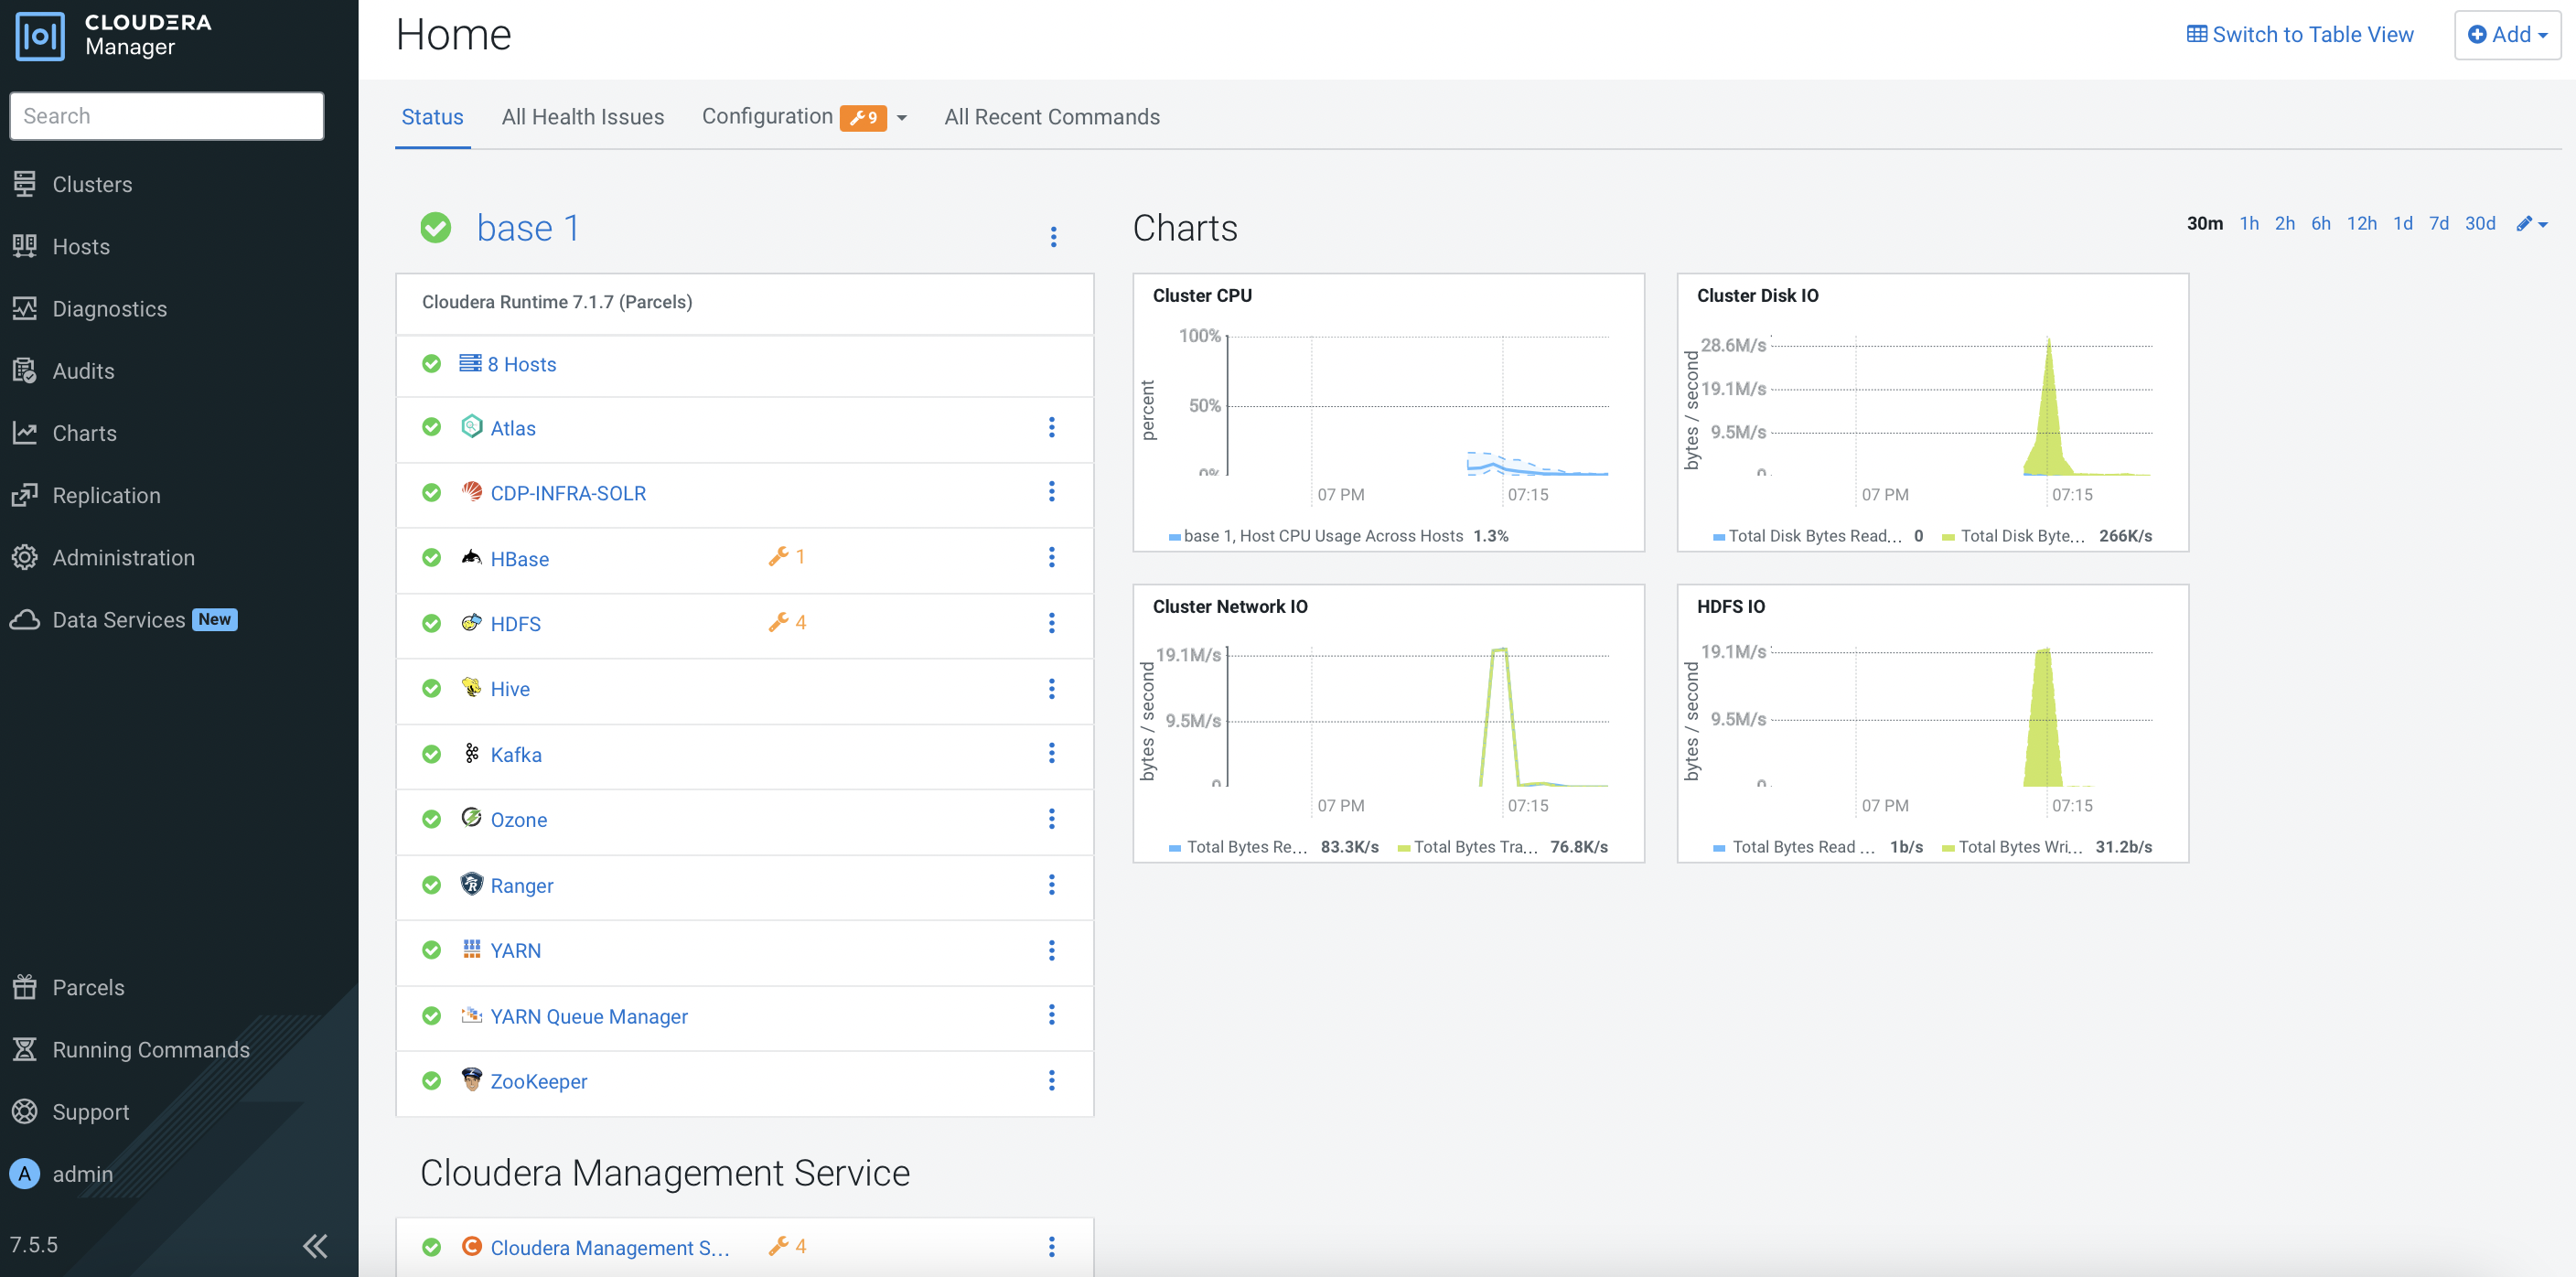 CLOUDERA
Manager
Search
Clusters
Hosts
Diagnostics
Audits
Charts
Replication
Administration
Data Services New
Parcels
Running Commands
Support
A admin
7.5.5
Home
Switch to Table View
Add
Status All Health Issues Configuration 9 All Recent Commands
base 1
Cloudera Runtime 7.1.7 (Parcels)
8 Hosts
Atlas
CDP-INFRA-SOLR
HBase 1
HDFS 4
Hive
Kafka
Ozone
Ranger
YARN
YARN Queue Manager
ZooKeeper
Cloudera Management Service
Cloudera Management S... 4
Charts
30m 1h 2h 6h 12h 1d 7d 30d
Cluster CPU
percent
100%
50%
0%
07 PM 07:15
base 1, Host CPU Usage Across Hosts 1.3%
Cluster Disk IO
bytes / second
28.6M/s
19.1M/s
9.5M/s
0
07 PM 07:15
Total Disk Bytes Read... 0 Total Disk Byte... 266K/s
Cluster Network IO
bytes / second
19.1M/s
9.5M/s
0
07 PM 07:15
Total Bytes Re... 83.3K/s Total Bytes Tra... 76.8K/s
HDFS IO
bytes / second
19.1M/s
9.5M/s
0
07 PM 07:15
Total Bytes Read ... 1b/s Total Bytes Wri... 31.2b/s